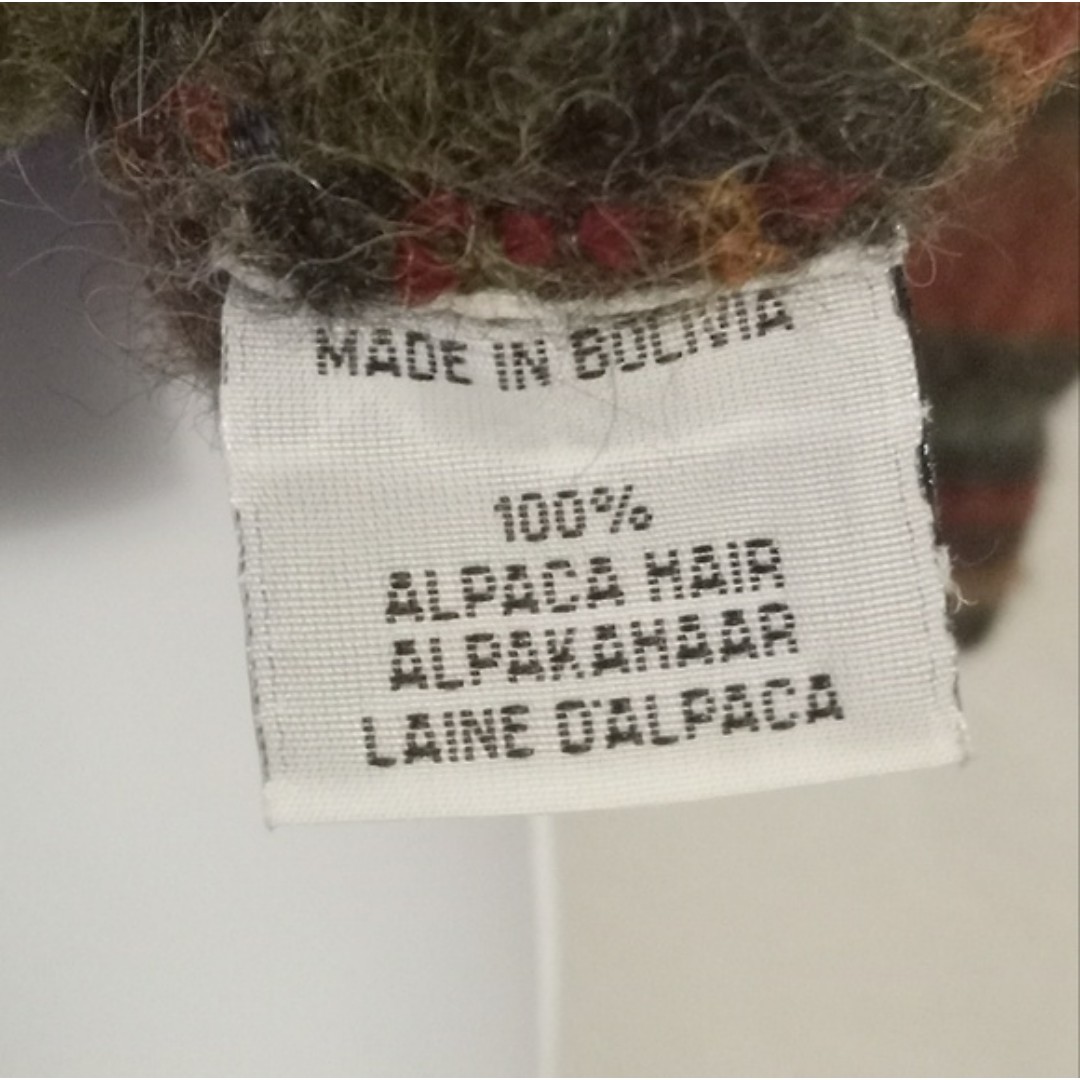 MADE IN BOLIVIA
100%
ALPACA HAIR
ALPAKAHAAR
LAINE D'ALPACA